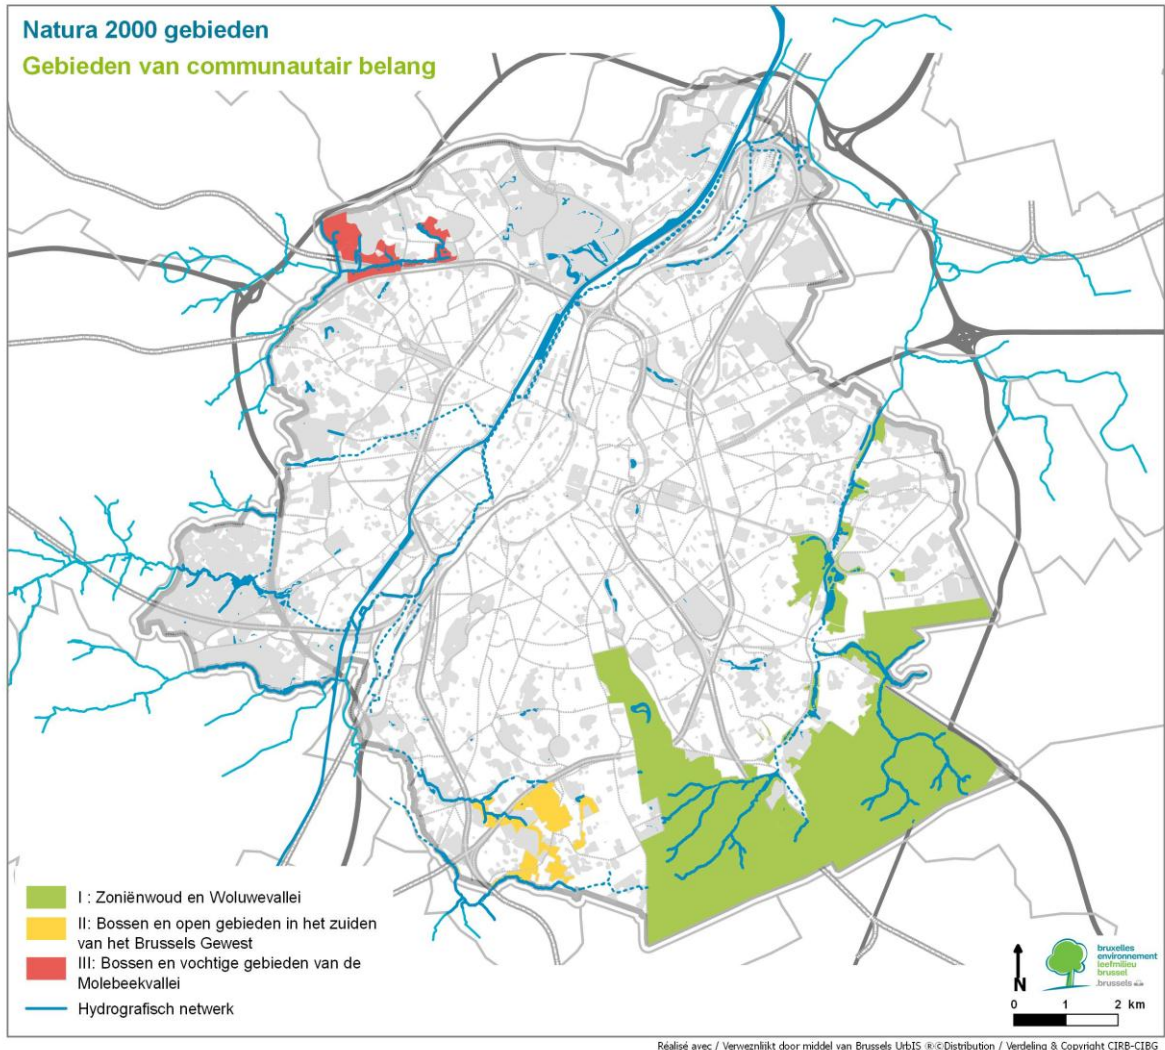 Natura 2000 gebieden
Gebieden van communautair belang
I : Zoniënwoud en Woluwevallei
II: Bossen en open gebieden in het zuiden
van het Brussels Gewest
III: Bossen en vochtige gebieden van de
Molebeekvallei
Hydrografisch netwerk
N
bruxelles
environnement
leefmilieu
brussel
.brussels
0 1 2 km
Réalisé avec / Verweznlijkt door middel van Brussels UrbIS ® © Distribution / Verdeling & Copyright CIRB-CIBG